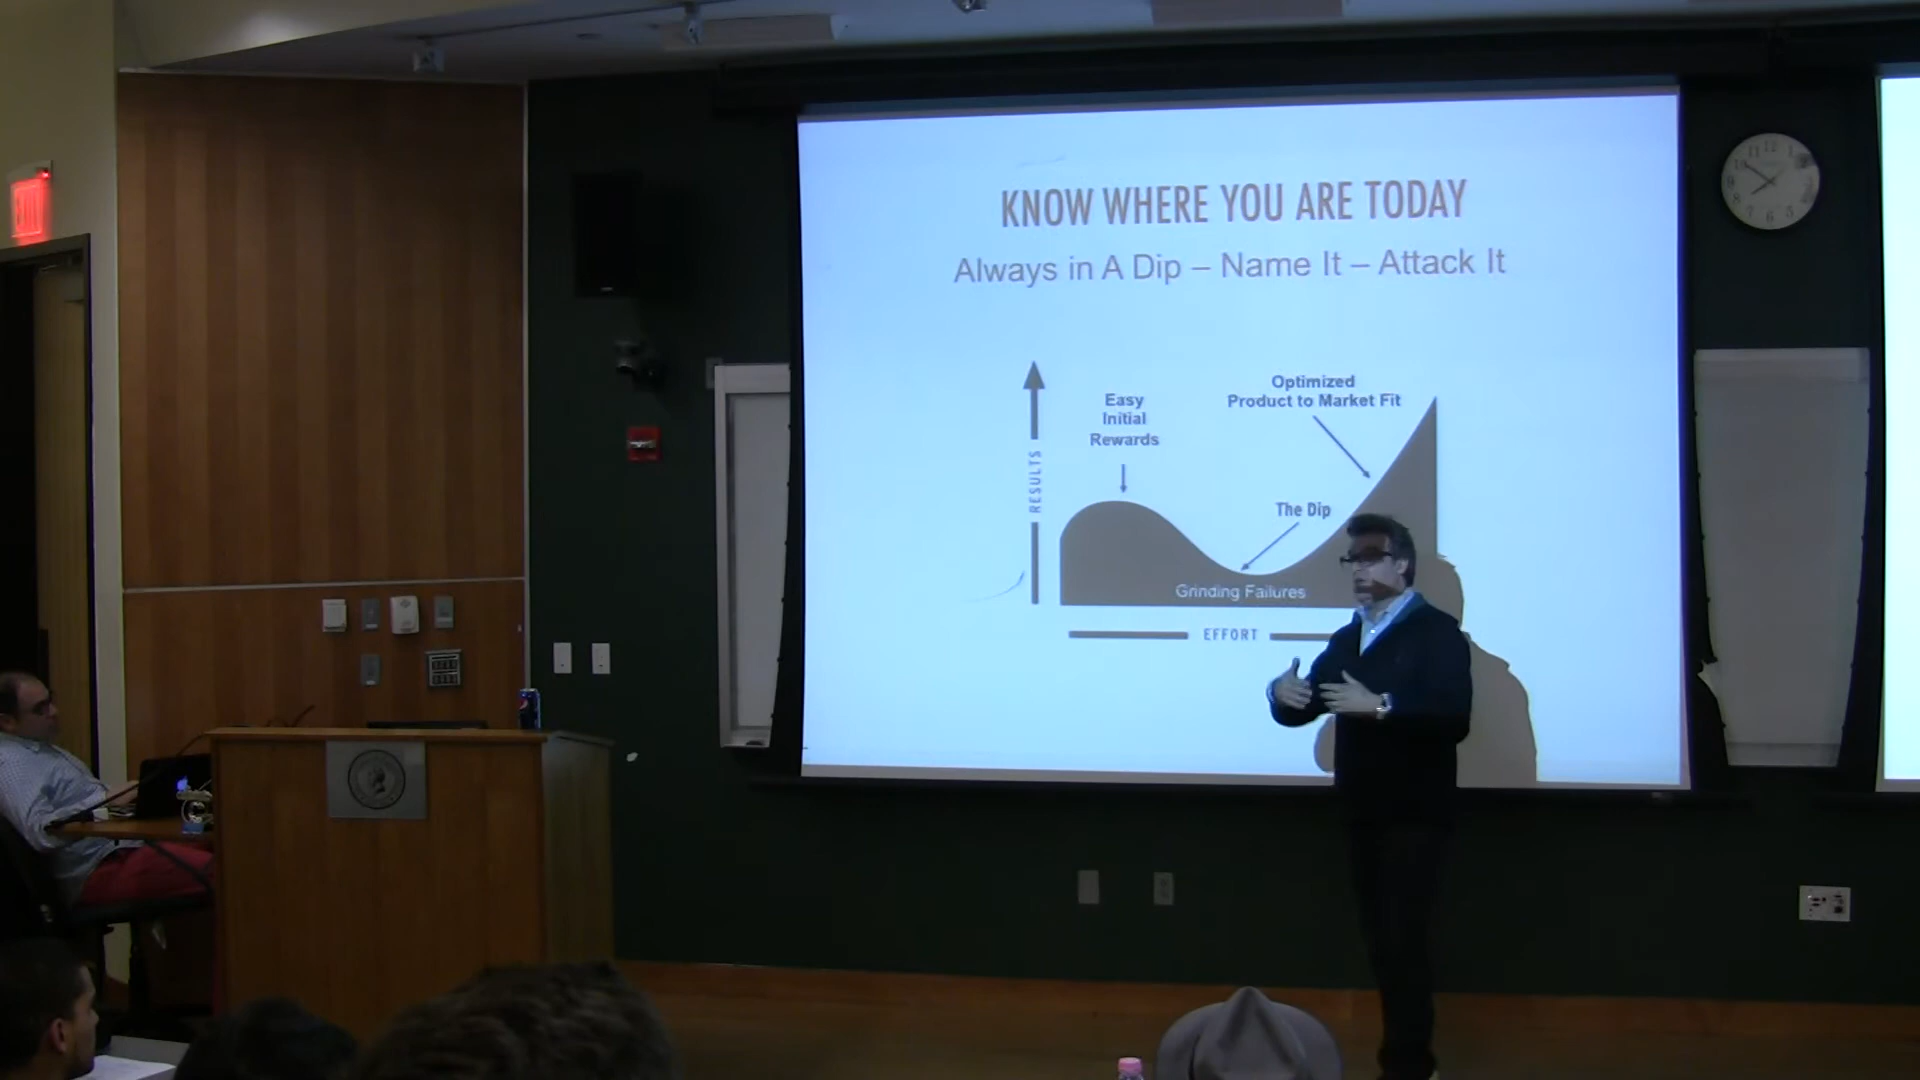 EXIT
KNOW WHERE YOU ARE TODAY
Always in A Dip – Name It – Attack It
Easy
Initial
Rewards
Optimized
Product to Market Fit
RESULTS
The Dip
Grinding Failures
EFFORT